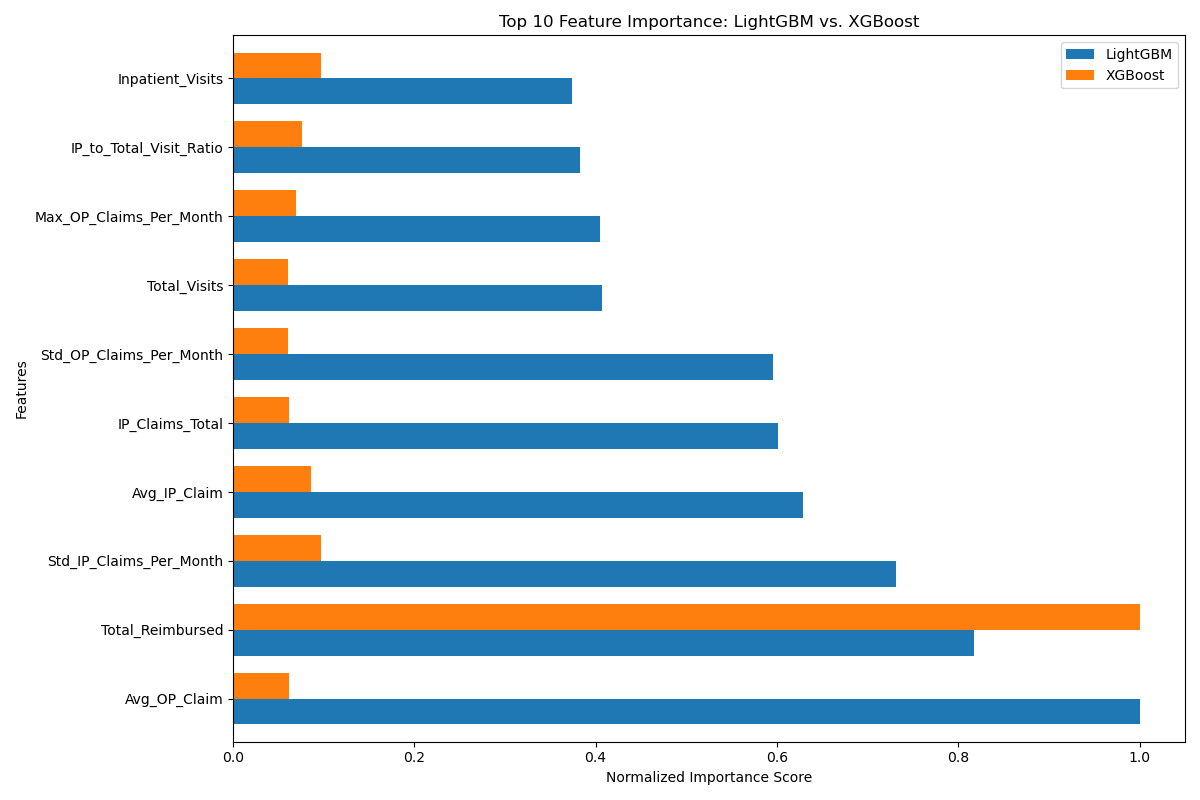 Top 10 Feature Importance: LightGBM vs. XGBoost
LightGBM
XGBoost
Features
Inpatient_Visits
IP_to_Total_Visit_Ratio
Max_OP_Claims_Per_Month
Total_Visits
Std_OP_Claims_Per_Month
IP_Claims_Total
Avg_IP_Claim
Std_IP_Claims_Per_Month
Total_Reimbursed
Avg_OP_Claim
0.0 0.2 0.4 0.6 0.8 1.0
Normalized Importance Score